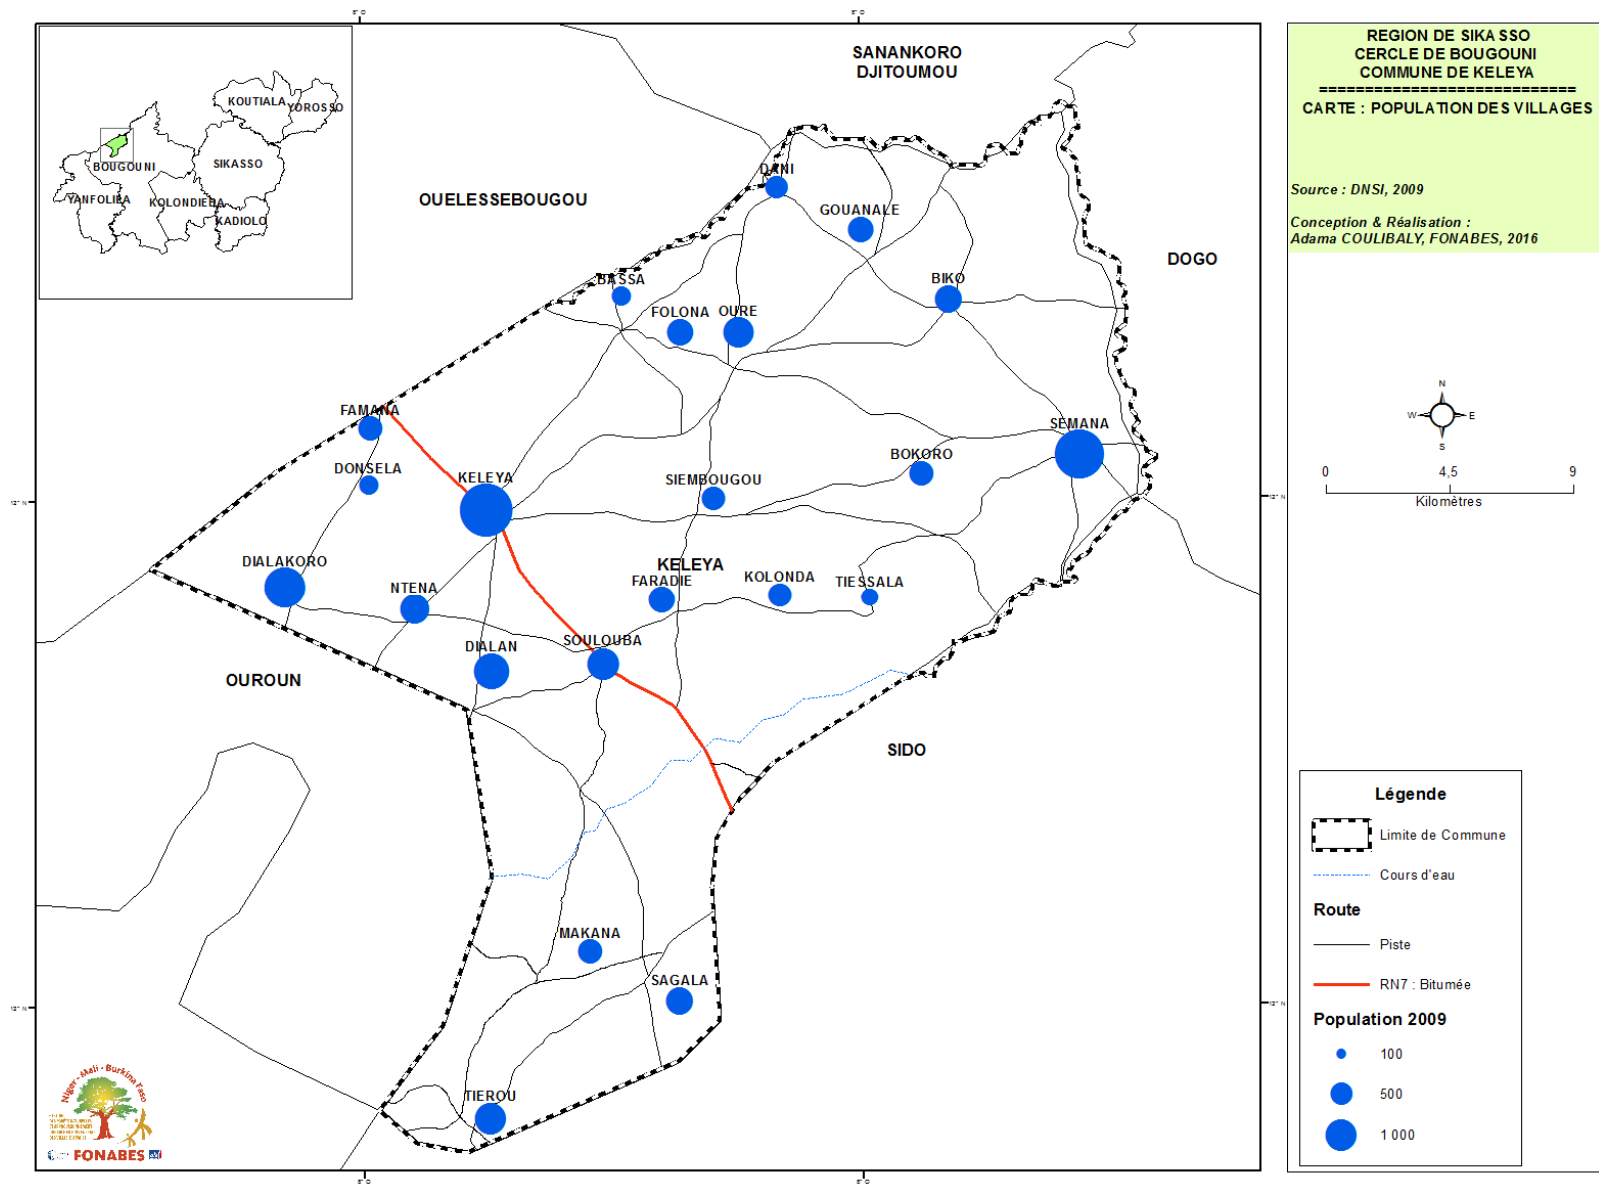 REGION DE SIKASSO
CERCLE DE BOUGOUNI
COMMUNE DE KELEYA
============================
CARTE : POPULATION DES VILLAGES
Source : DNSI, 2009
Conception & Réalisation :
Adama COULIBALY, FONABES, 2016
KOUTIALA
YOROSSO
SIKASSO
BOUGOUNI
YANFOLILA
KOLONDIEBA
KADIOLO
SANANKORO
DJITOUMOU
OUELESSEBOUGOU
DOGO
DANI
GOUANALE
BIKO
BASSA
FOLONA
OURE
FAMANA
SEMANA
DONSELA
KELEYA
BOKORO
SIEMBOUGOU
DIALAKORO
NTENA
KELEYA
FARADIE
KOLONDA
TIESSALA
DIALAN
SOULOUBA
OUROUN
SIDO
MAKANA
SAGALA
TIEROU
N
W
E
S
0
4,5
9
Kilomètres
Légende
Limite de Commune
Cours d'eau
Route
Piste
RN7 : Bitumée
Population 2009
100
500
1 000
Niger - Mali - Burkina Faso
FONABES